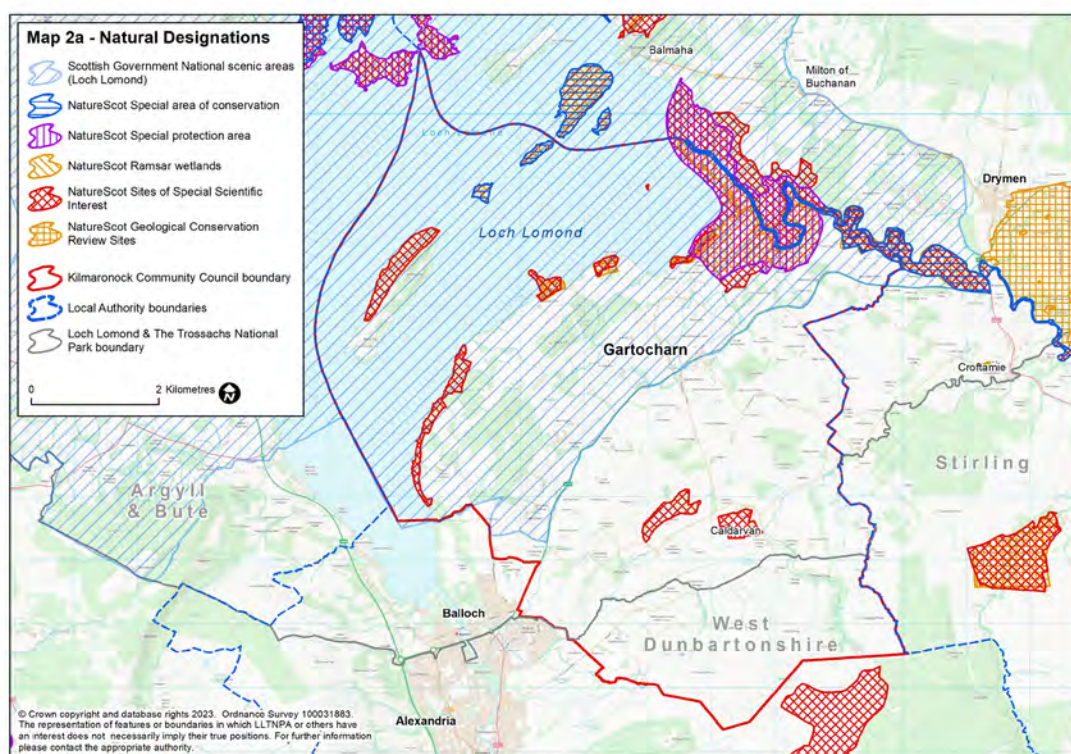 Map 2a - Natural Designations
Scottish Government National scenic areas
(Loch Lomond)
NatureScot Special area of conservation
NatureScot Special protection area
NatureScot Ramsar wetlands
NatureScot Sites of Special Scientific
Interest
NatureScot Geological Conservation
Review Sites
Kilmaronock Community Council boundary
Local Authority boundaries
Loch Lomond & The Trossachs National
Park boundary
0 2 Kilometres
N
Balmaha
Milton of
Buchanan
Loch Lomond
Drymen
Loch Lomond
Gartocharn
Croftamie
Stirling
Argyll
& Bute
Caldarvan
Balloch
West
Dunbartonshire
Alexandria
© Crown copyright and database rights 2023. Ordnance Survey 100031883.
The representation of features or boundaries in which LLTNPA or others have
an interest does not necessarily imply their true positions. For further information
please contact the appropriate authority.